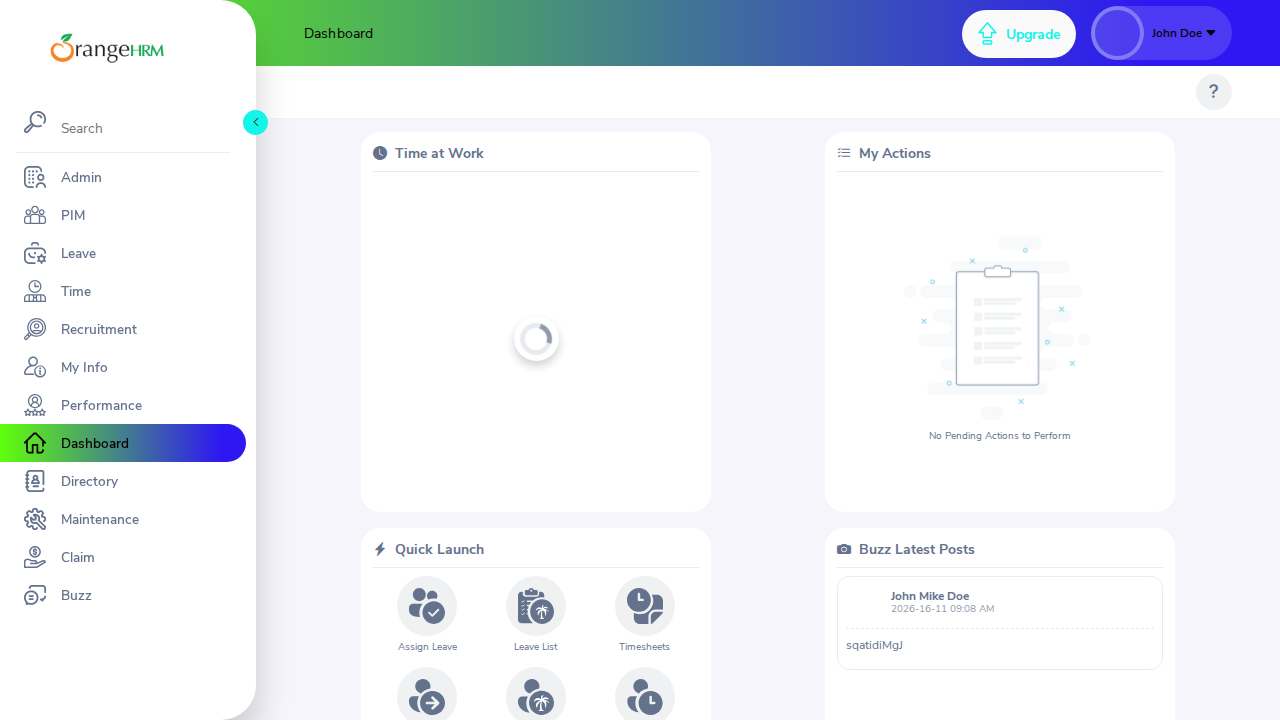 OrangeHRM
Dashboard
Upgrade
John Doe
?
Search
Admin
PIM
Leave
Time
Recruitment
My Info
Performance
Dashboard
Directory
Maintenance
Claim
Buzz
Time at Work
My Actions
No Pending Actions to Perform
Quick Launch
Assign Leave
Leave List
Timesheets
Buzz Latest Posts
John Mike Doe
2026-16-11 09:08 AM
sqatidiMgJ